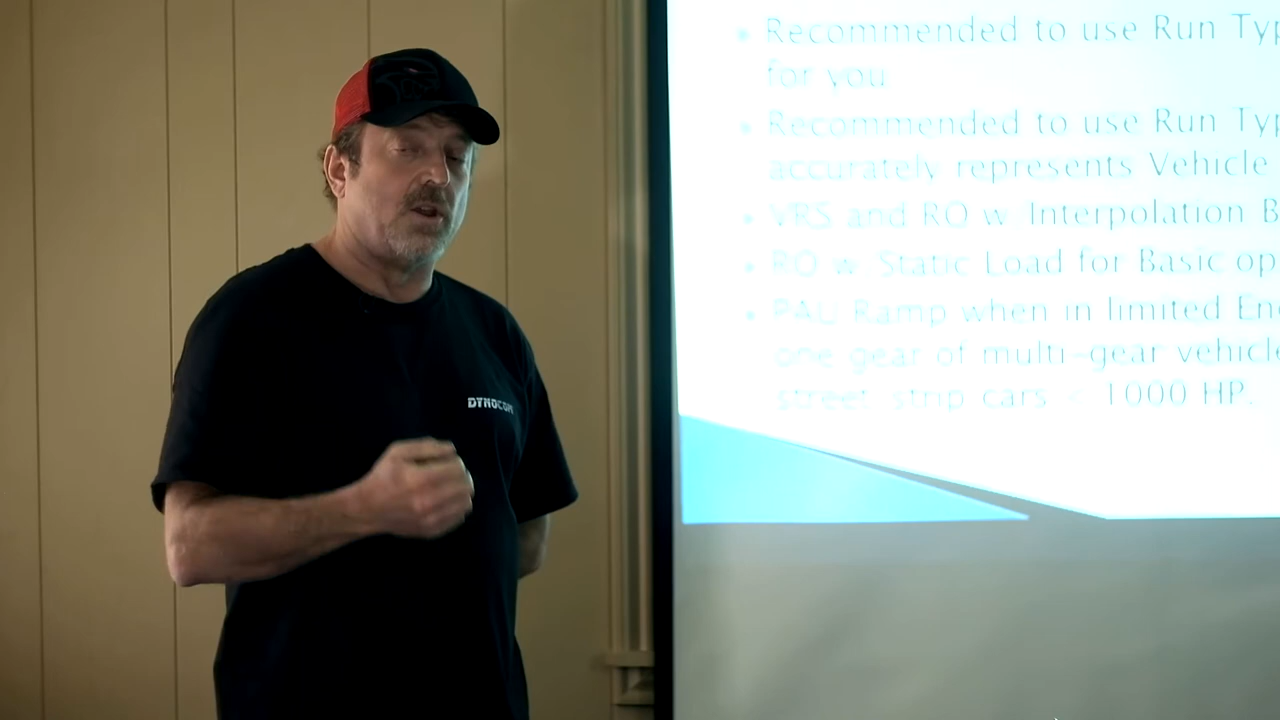 Recommended to use Run Typ
for you
Recommended to use Run Typ
accurately represents Vehicle
VRS and RO w Interpolation B
RO w. Static Load for Basic op
PAU Ramp when in limited En
one gear of multi-gear vehicle
street strip cars < 1000 HP.
DYNOCOM